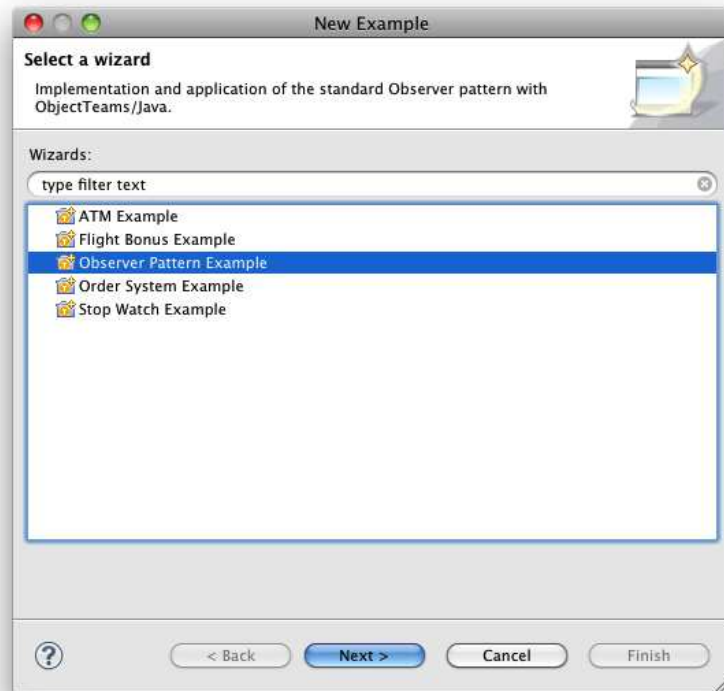 New Example
Select a wizard
Implementation and application of the standard Observer pattern with
ObjectTeams/Java.
Wizards:
type filter text
ATM Example
Flight Bonus Example
Observer Pattern Example
Order System Example
Stop Watch Example
? < Back Next > Cancel Finish